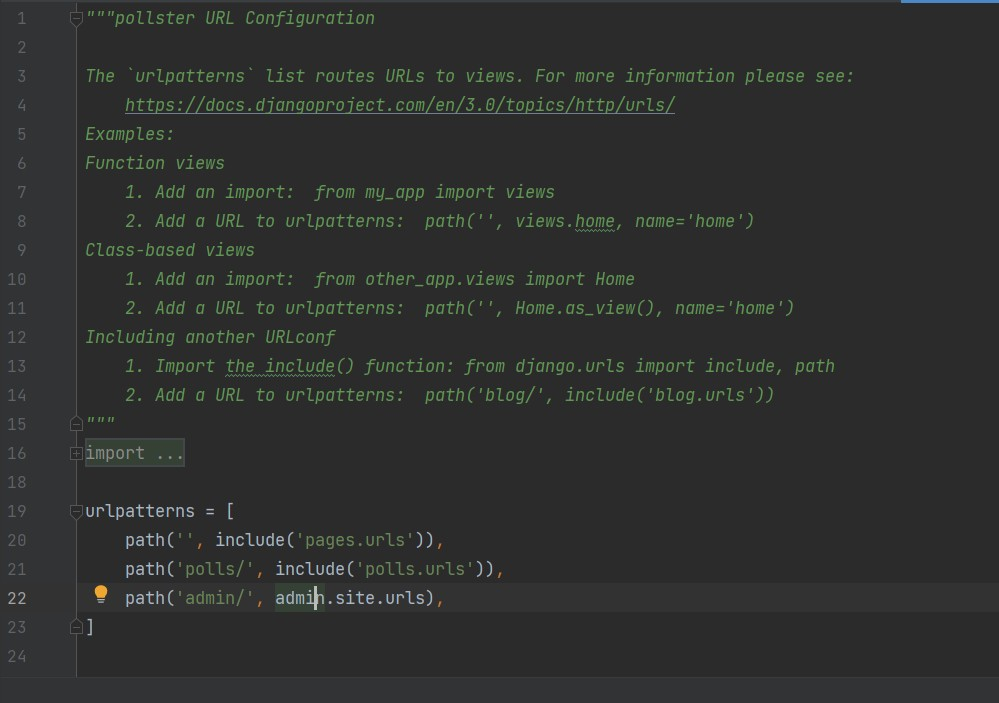 1 """pollster URL Configuration
2
3 The `urlpatterns` list routes URLs to views. For more information please see:
4     https://docs.djangoproject.com/en/3.0/topics/http/urls/
5 Examples:
6 Function views
7     1. Add an import:  from my_app import views
8     2. Add a URL to urlpatterns:  path('', views.home, name='home')
9 Class-based views
10     1. Add an import:  from other_app.views import Home
11     2. Add a URL to urlpatterns:  path('', Home.as_view(), name='home')
12 Including another URLconf
13     1. Import the include() function: from django.urls import include, path
14     2. Add a URL to urlpatterns:  path('blog/', include('blog.urls'))
15 """
16 import ...
18
19 urlpatterns = [
20     path('', include('pages.urls')),
21     path('polls/', include('polls.urls')),
22     path('admin/', admin.site.urls),
23 ]
24